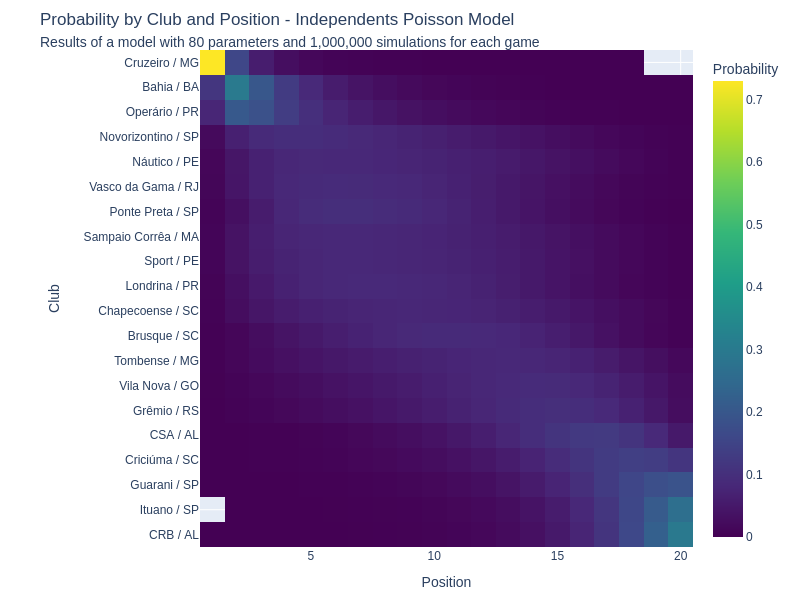 Probability by Club and Position - Independents Poisson Model
Results of a model with 80 parameters and 1,000,000 simulations for each game
Probability
Club
Cruzeiro / MG
Bahia / BA
Operário / PR
Novorizontino / SP
Náutico / PE
Vasco da Gama / RJ
Ponte Preta / SP
Sampaio Corrêa / MA
Sport / PE
Londrina / PR
Chapecoense / SC
Brusque / SC
Tombense / MG
Vila Nova / GO
Grêmio / RS
CSA / AL
Criciúma / SC
Guarani / SP
Ituano / SP
CRB / AL
0.7
0.6
0.5
0.4
0.3
0.2
0.1
0
5 10 15 20
Position